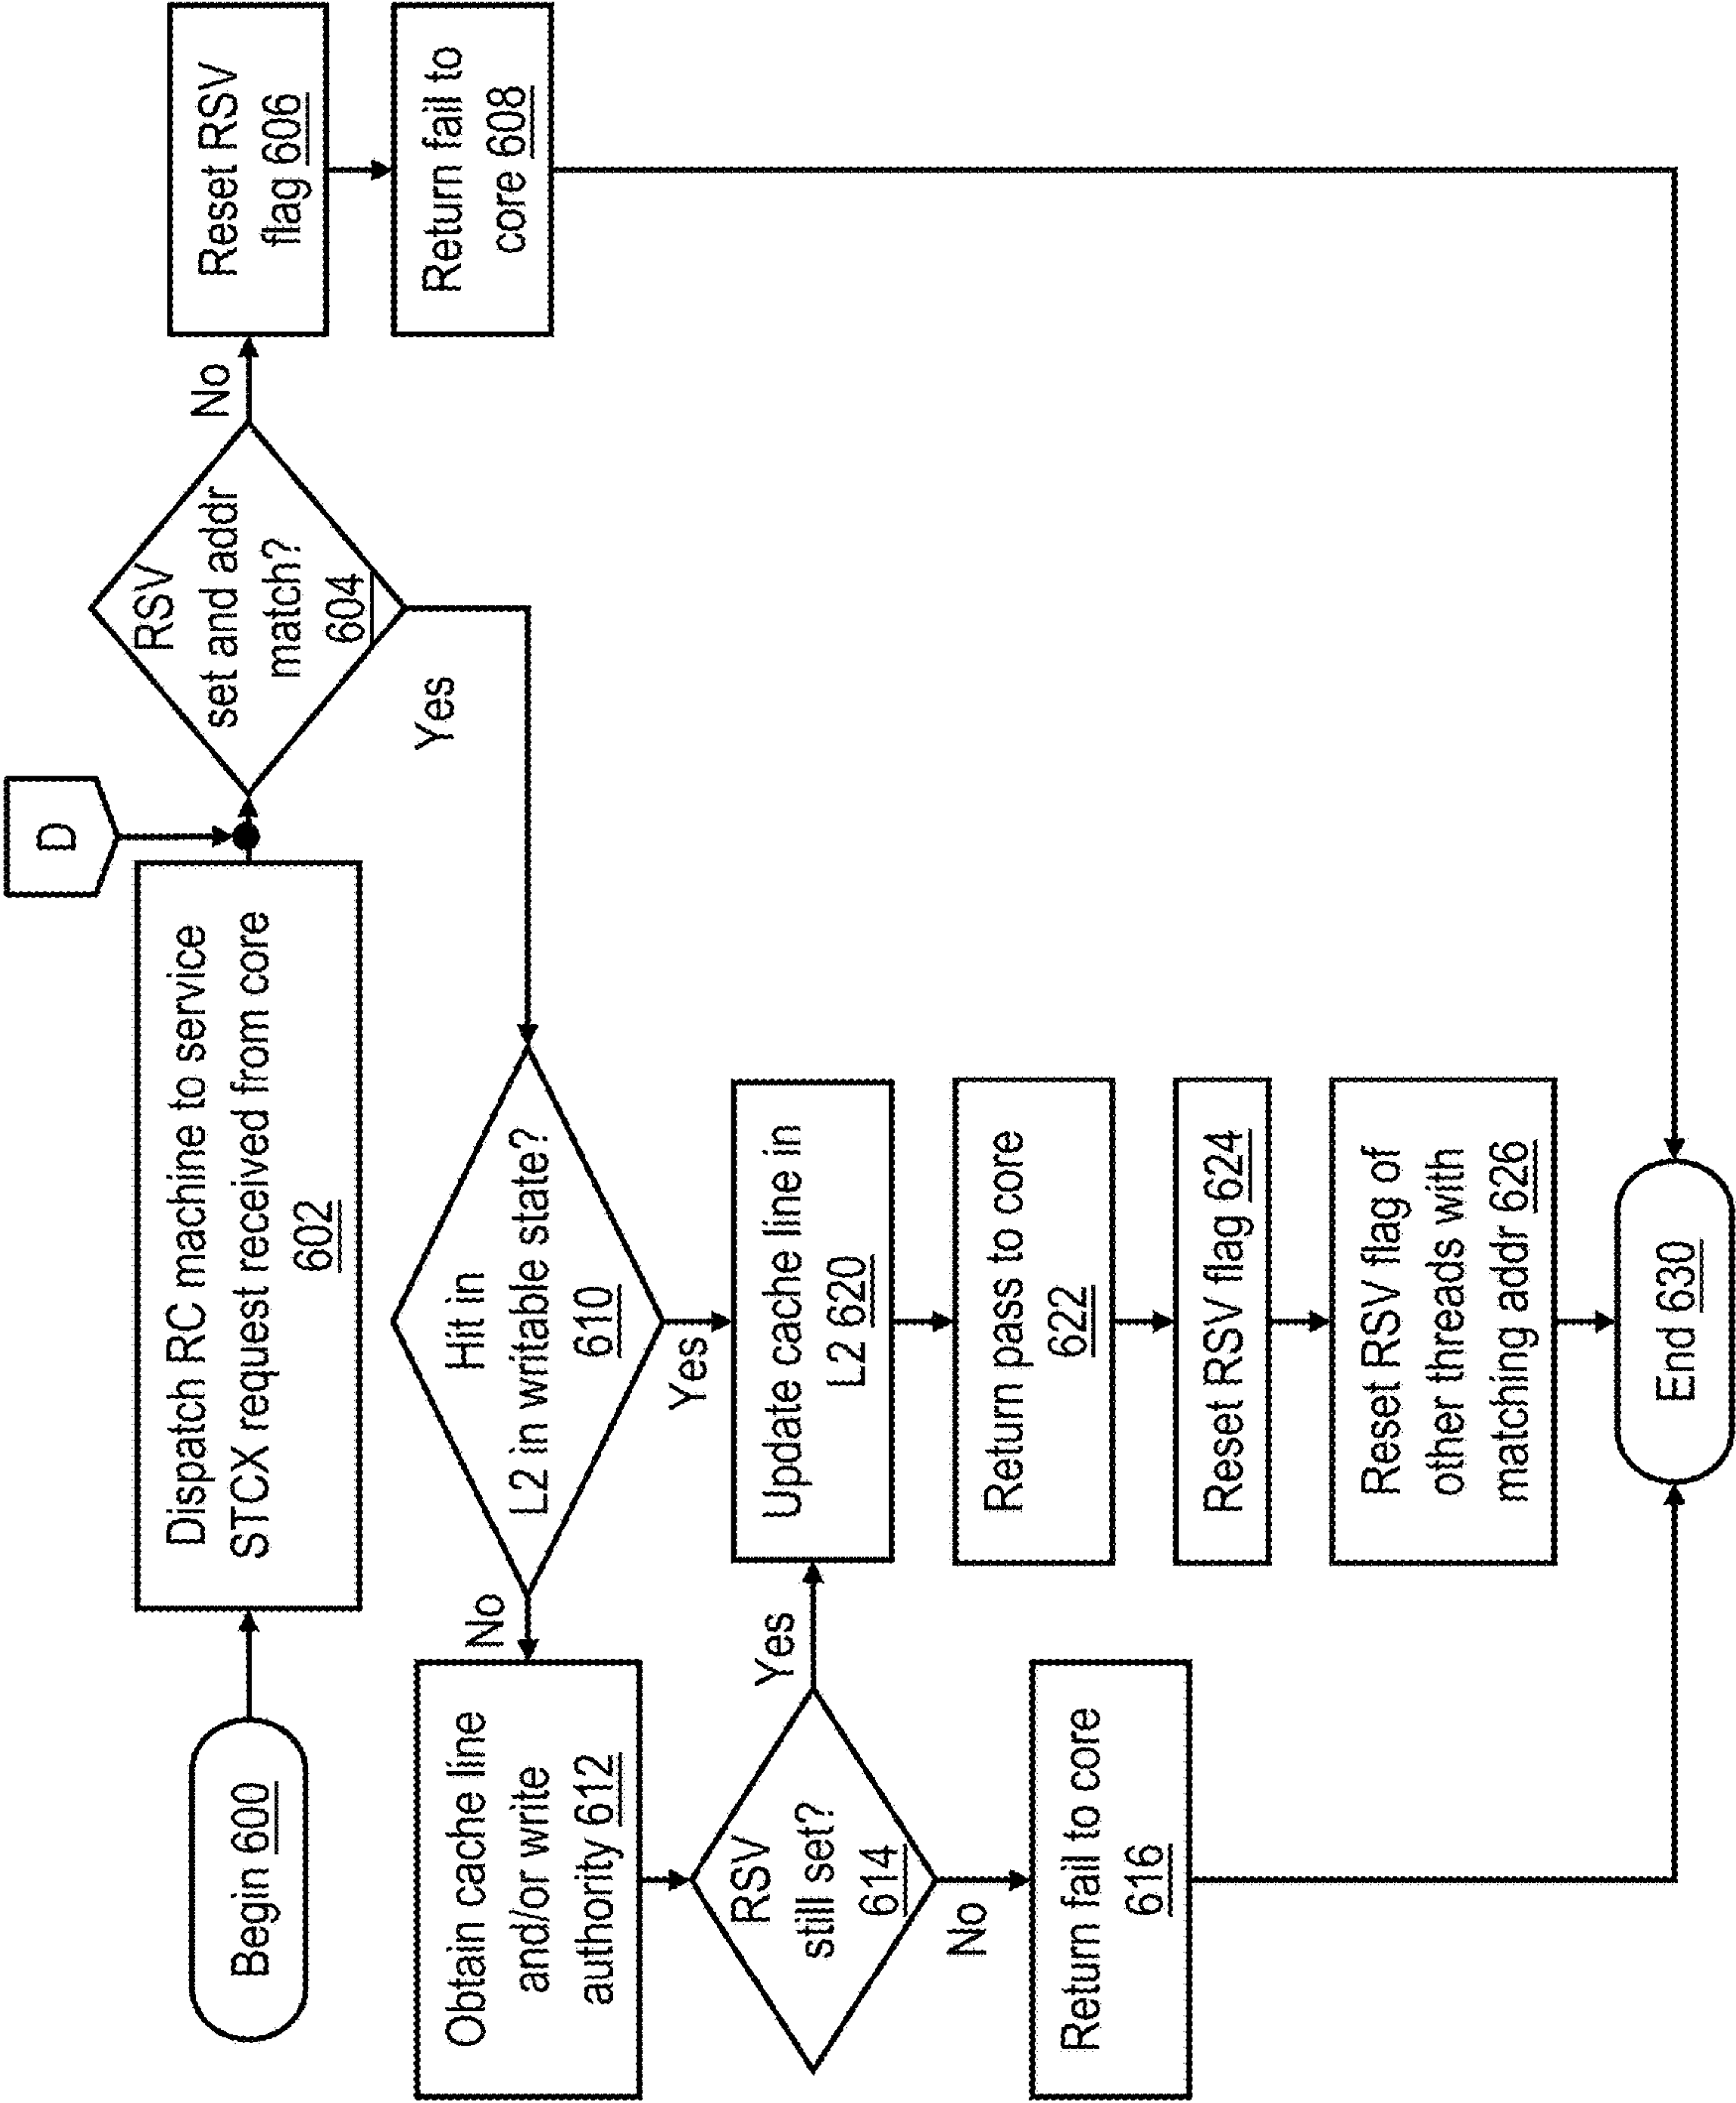 Begin 600
Dispatch RC machine to service
STCX request received from core
602
D
RSV
set and addr
match?
604
No
Reset RSV
flag 606
Return fail to
core 608
Yes
Hit in
L2 in writable state?
610
No
Obtain cache line
and/or write
authority 612
RSV
still set?
614
Yes
No
Return fail to core
616
Yes
Update cache line in
L2 620
Return pass to core
622
Reset RSV flag 624
Reset RSV flag of
other threads with
matching addr 626
End 630